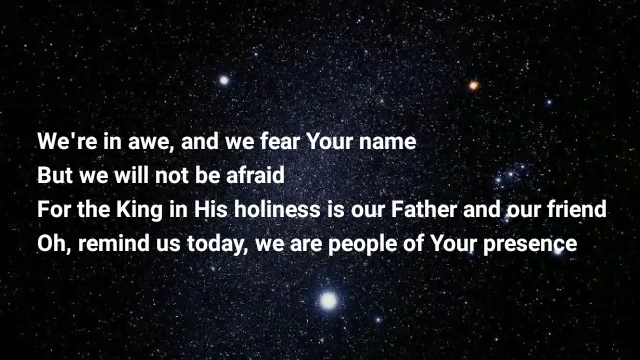 We're in awe, and we fear Your name
But we will not be afraid
For the King in His holiness is our Father and our friend
Oh, remind us today, we are people of Your presence